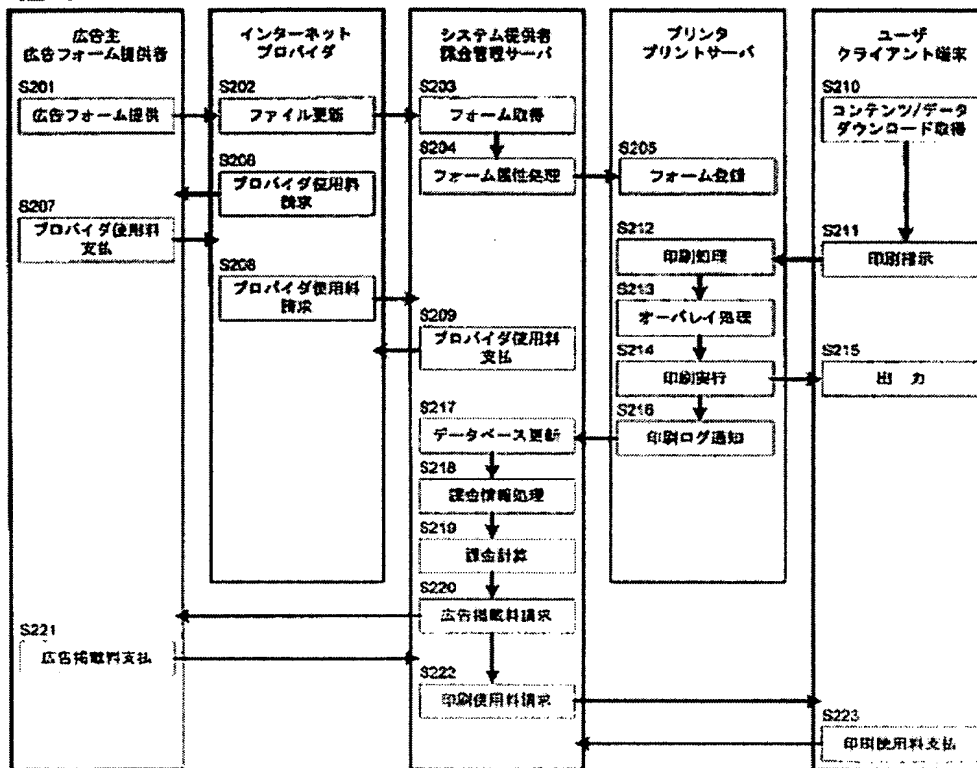 広告主
広告フォーム提供者
インターネット
プロバイダ
システム提供者
課金管理サーバ
プリンタ
プリントサーバ
ユーザ
クライアント端末
S201
広告フォーム提供
S202
ファイル更新
S203
フォーム取得
S210
コンテンツ/データ
ダウンロード取得
S204
フォーム属性処理
S205
フォーム登録
S206
プロバイダ使用料
請求
S207
プロバイダ使用料
支払
S212
印刷処理
S211
印刷指示
S208
プロバイダ使用料
請求
S213
オーバレイ処理
S209
プロバイダ使用料
支払
S214
印刷実行
S215
出 力
S217
データベース更新
S216
印刷ログ通知
S218
課金情報処理
S219
課金計算
S220
広告掲載料請求
S221
広告掲載料支払
S222
印刷使用料請求
S223
印刷使用料支払